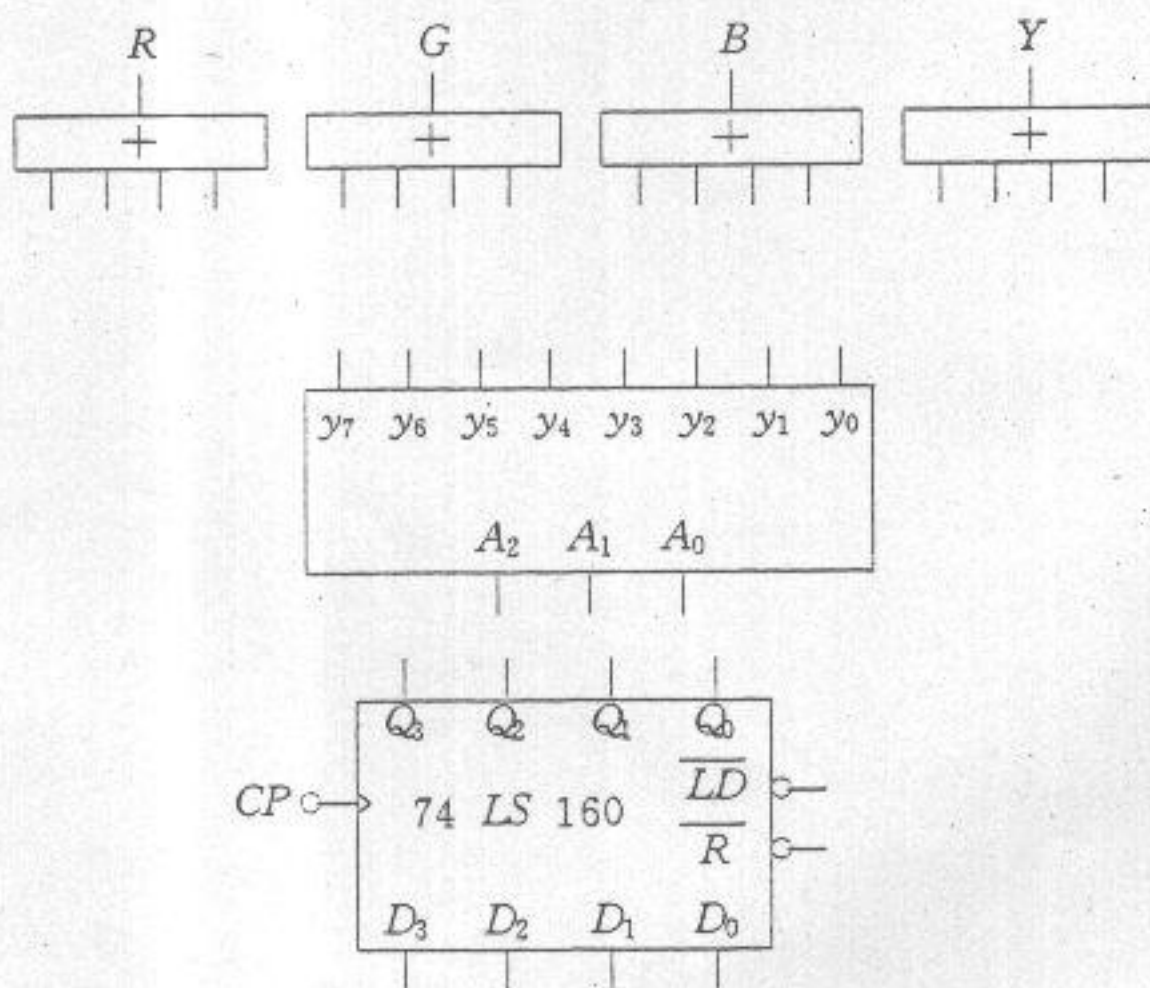 R G B Y
+ + + +
y₇ y₆ y₅ y₄ y₃ y₂ y₁ y₀
A₂ A₁ A₀
Q₃ Q₂ Q₁ Q₀
CP 74 LS 160 L̅D̅
R̅
D₃ D₂ D₁ D₀